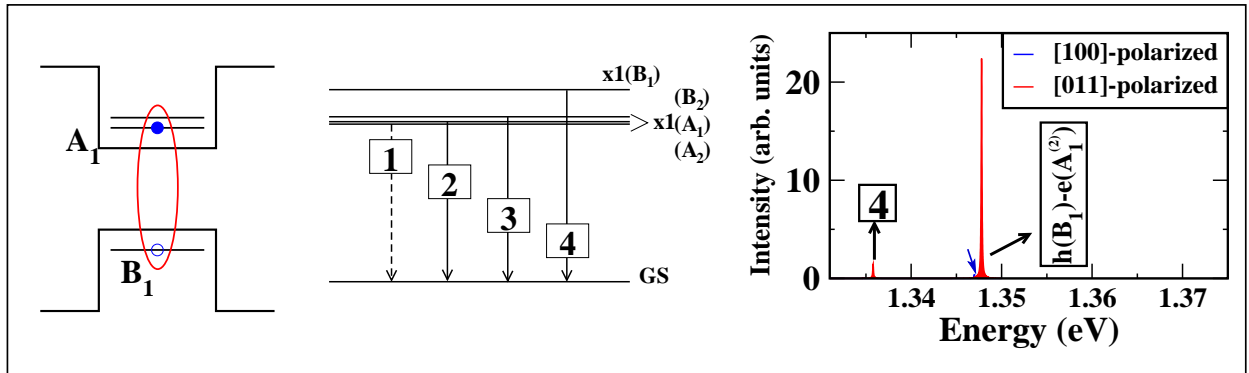 A₁
B₁
x1(B₁)
(B₂)
x1(A₁)
(A₂)
1
2
3
4
GS
Intensity (arb. units)
20
10
0
[100]-polarized
[011]-polarized
4
h(B₁)-e(A₁⁽²⁾)
1.34 1.35 1.36 1.37
Energy (eV)